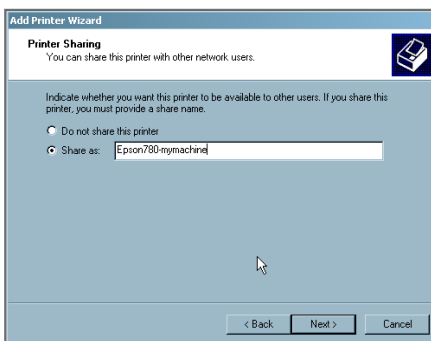 Add Printer Wizard
Printer Sharing
You can share this printer with other network users.
Indicate whether you want this printer to be available to other users. If you share this
printer, you must provide a share name.
Do not share this printer
Share as: Epson780-mymachine
< Back Next > Cancel